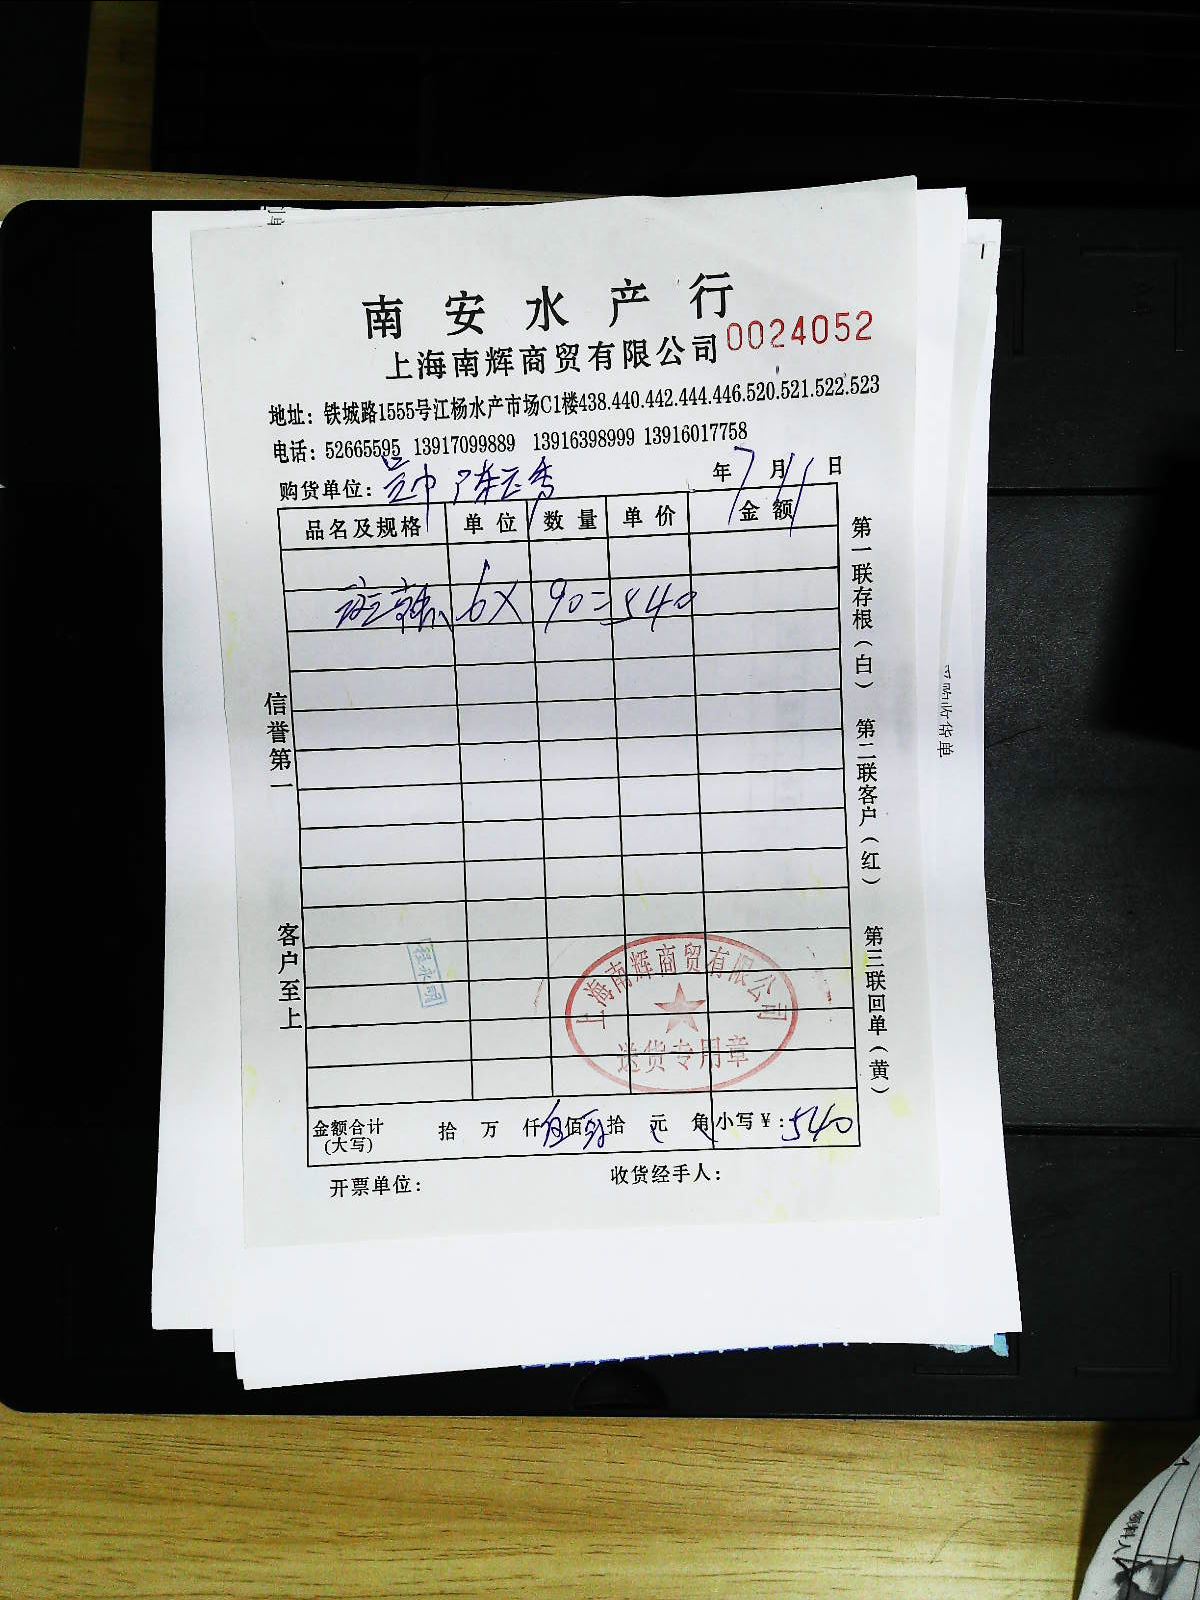 南安水产行
上海南辉商贸有限公司 0024052
地址：铁城路1555号江杨水产市场C1楼438.440.442.444.446.520.521.522.523
电话：52665595 13917099889 13916398999 13916017758
购货单位： 年7月11日
品名及规格 单位 数量 单价 金额
6X 90=540
信誉第一
客户至上
第一联存根（白）
第二联客户（红）
第三联回单（黄）
上海南辉商贸有限公司
送货专用章
金额合计 拾 万 仟伍佰肆拾 元 角 小写￥：540
(大写)
开票单位： 收货经手人：